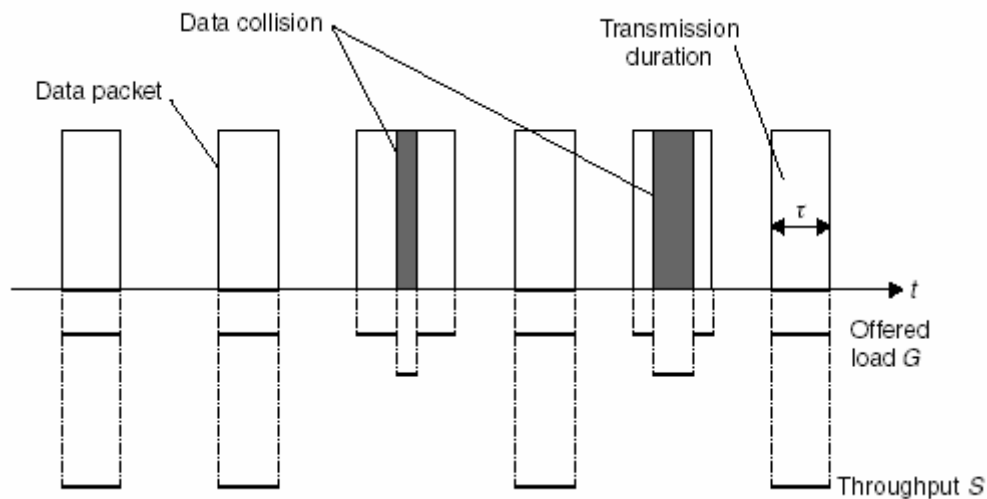 Data collision
Transmission
duration
Data packet
τ
t
Offered
load G
Throughput S